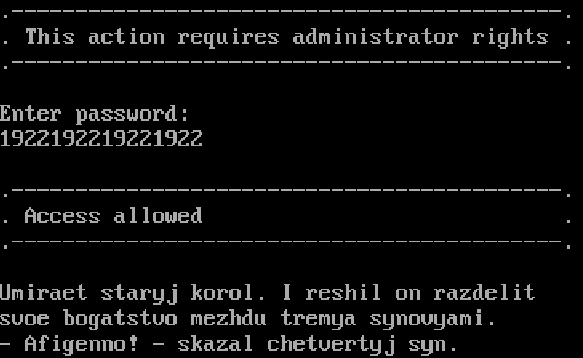 .-------------------------------------------.
. This action requires administrator rights .
.-------------------------------------------.
Enter password:
1922192219221922
.-------------------------------------------.
. Access allowed .
.-------------------------------------------.
Umiraet staryj korol. I reshil on razdelit
svoe bogatstvo mezhdu tremya synovyami.
- Afigenno! - skazal chetvertyj syn.